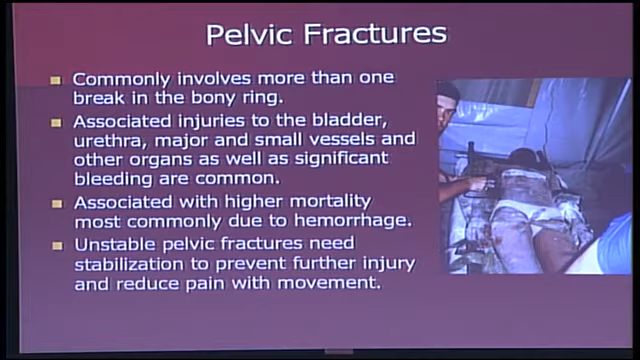 Pelvic Fractures
Commonly involves more than one
break in the bony ring.
Associated injuries to the bladder,
urethra, major and small vessels and
other organs as well as significant
bleeding are common.
Associated with higher mortality
most commonly due to hemorrhage.
Unstable pelvic fractures need
stabilization to prevent further injury
and reduce pain with movement.